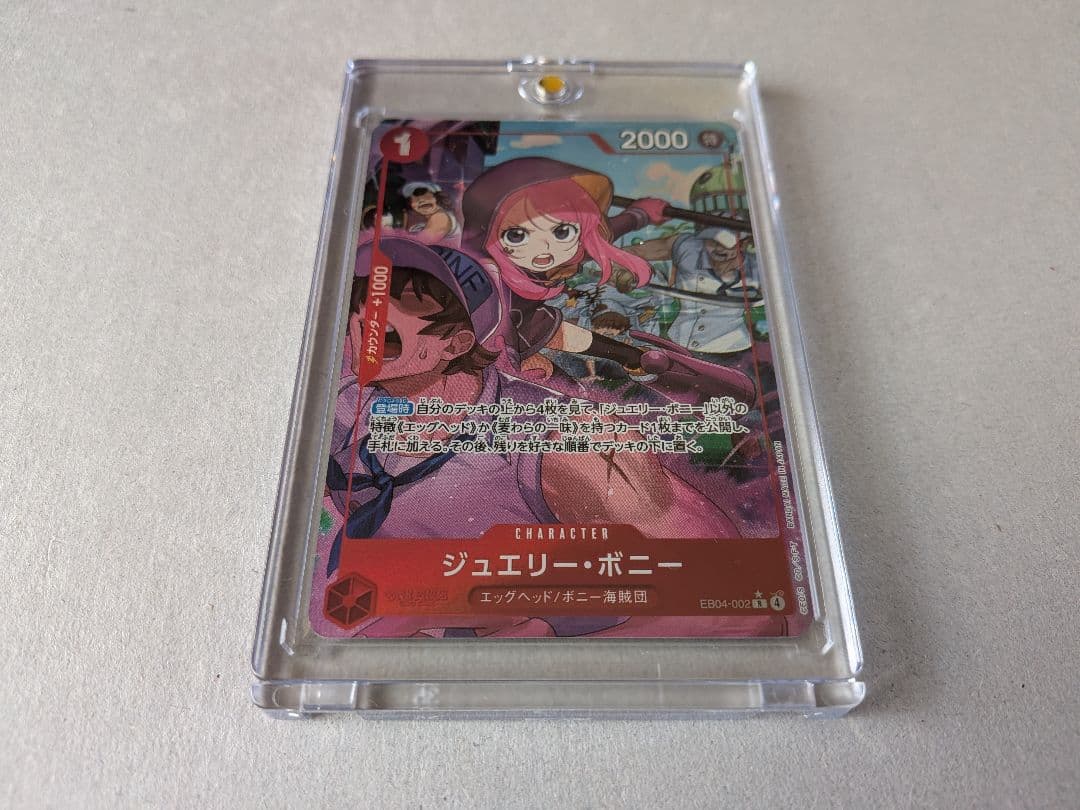 1
2000 特
カウンター +1000
登場時 自分のデッキの上から4枚を見て、「ジュエリー・ボニー」以外の
特徴《エッグヘッド》か《麦わらの一味》を持つカード1枚までを公開し、
手札に加える。その後、残りを好きな順番でデッキの下に置く。
CHARACTER
ジュエリー・ボニー
エッグヘッド/ボニー海賊団
EB04-002 R 4
BANDAI MADE IN JAPAN